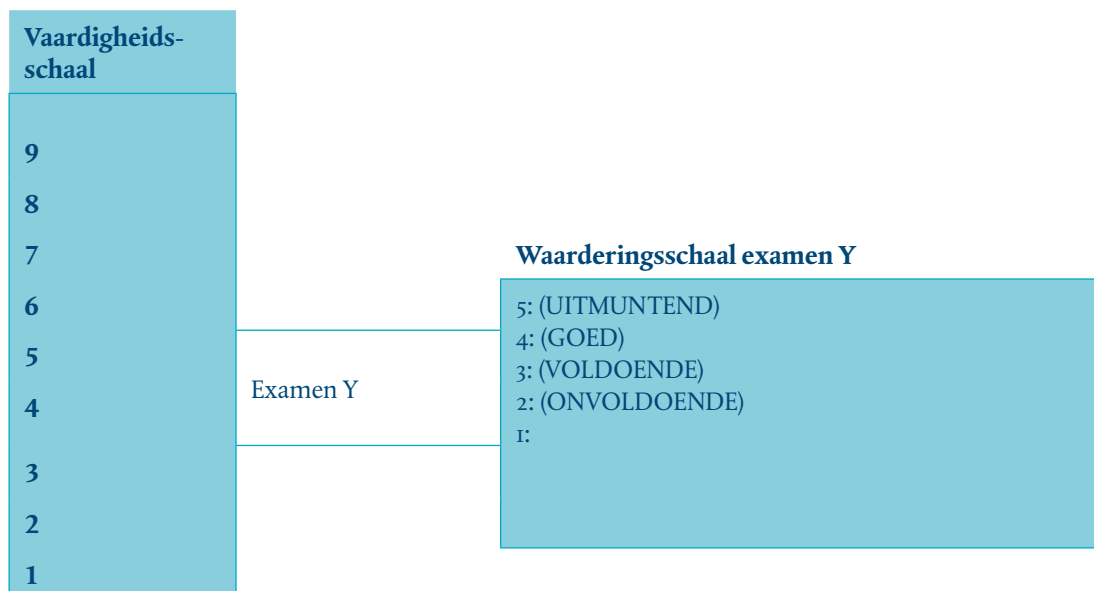 Vaardigheids-
schaal
9
8
7
6
5
4
3
2
1
Examen Y
Waarderingsschaal examen Y
5: (UITMUNTEND)
4: (GOED)
3: (VOLDOENDE)
2: (ONVOLDOENDE)
1: